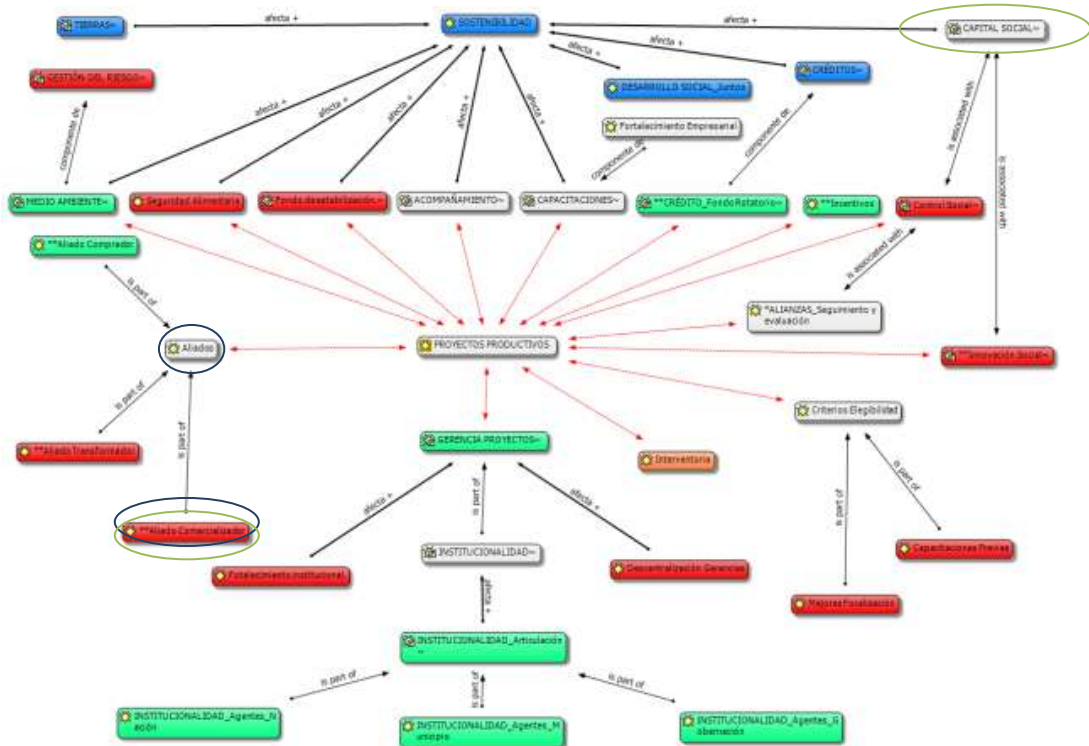 afecta +
afecta +
TIERRAS~
SOSTENIBILIDAD
CAPITAL SOCIAL~
GESTIÓN DEL RIESGO~
afecta +
CRÉDITOS~
afecta +
DESARROLLO SOCIAL_Juntos
afecta +
afecta +
afecta +
afecta +
afecta +
Fortalecimiento Empresarial
componente de
componente de
componente de
is associated with
is associated with
MEDIO AMBIENTE~
Seguridad Alimentaria
Fondo de estabilización.~
ACOMPAÑAMIENTO~
CAPACITACIONES~
**CRÉDITO_Fondo Rotatorio~
**Incentivos
Control Social~
**Aliado Comprador
is part of
is associated with
*ALIANZAS_Seguimiento y
evaluación
Aliados
PROYECTOS PRODUCTIVOS
**Innovación Social~
is part of
is part of
Criterios Elegibilidad
GERENCIA PROYECTOS~
**Aliado Transformador
Interventoría
afecta +
is part of
afecta +
is part of
is part of
**Aliado Comercializador
INSTITUCIONALIDAD~
Capacitaciones Previas
Fotalecimiento institucional
Descentralización Gerencias
afecta +
Mejores Focalización
INSTITUCIONALIDAD_Articulación
~
is part of
is part of
is part of
INSTITUCIONALIDAD_Agentes_N
ación
INSTITUCIONALIDAD_Agentes_M
unicipio
INSTITUCIONALIDAD_Agentes_G
obernación